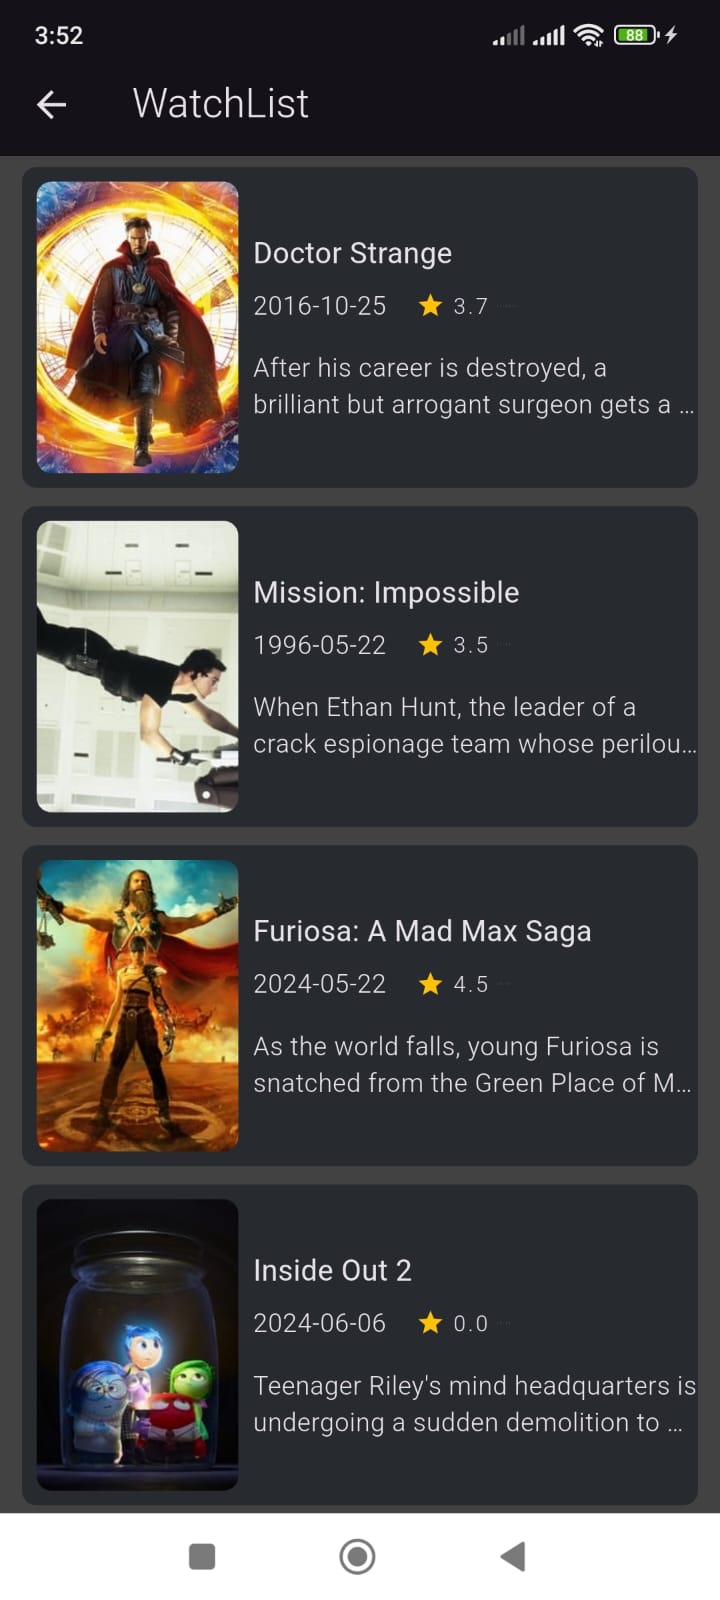 3:52
88
WatchList
Doctor Strange
2016-10-25 3.7
After his career is destroyed, a
brilliant but arrogant surgeon gets a ...
Mission: Impossible
1996-05-22 3.5
When Ethan Hunt, the leader of a
crack espionage team whose perilou...
Furiosa: A Mad Max Saga
2024-05-22 4.5
As the world falls, young Furiosa is
snatched from the Green Place of M...
Inside Out 2
2024-06-06 0.0
Teenager Riley's mind headquarters is
undergoing a sudden demolition to ...